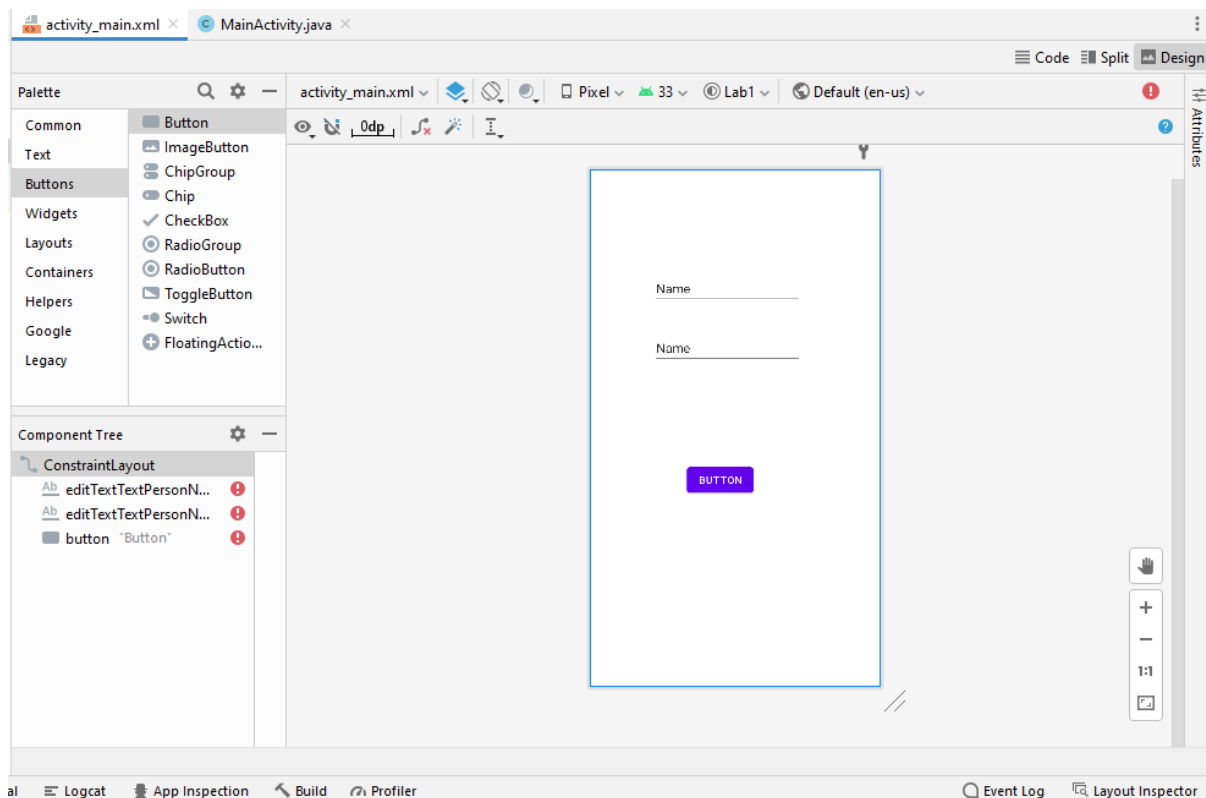 activity_main.xml MainActivity.java
Code Split Design
Palette activity_main.xml Pixel 33 Lab1 Default (en-us)
Attributes
Common
Text
Buttons
Widgets
Layouts
Containers
Helpers
Google
Legacy
Button
ImageButton
ChipGroup
Chip
CheckBox
RadioGroup
RadioButton
ToggleButton
Switch
FloatingActio...
0dp
Name
Name
BUTTON
Component Tree
ConstraintLayout
Ab editTextTextPersonN...
Ab editTextTextPersonN...
button "Button"
1:1
al Logcat App Inspection Build Profiler Event Log Layout Inspector